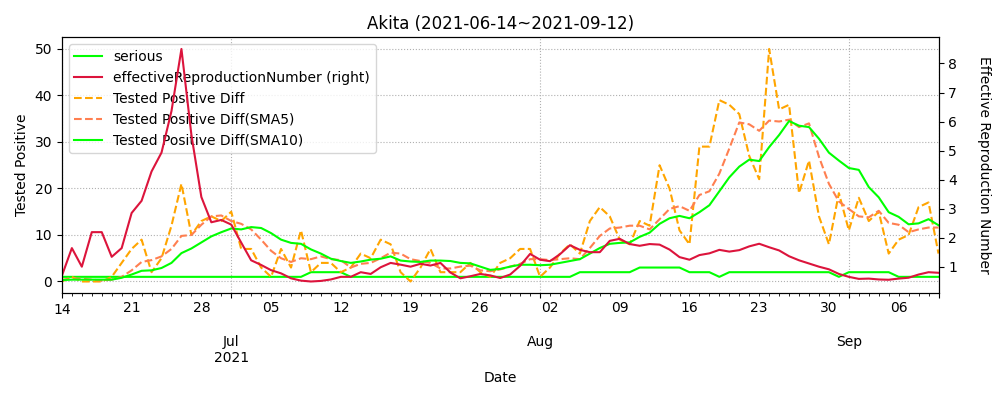 Akita (2021-06-14~2021-09-12)
serious
effectiveReproductionNumber (right)
Tested Positive Diff
Tested Positive Diff(SMA5)
Tested Positive Diff(SMA10)
Tested Positive
50
40
30
20
10
0
8
7
6
5
4
3
2
1
Effective Reproduction Number
14 21 28 05 12 19 26 02 09 16 23 30 06
Jul Aug Sep
2021
Date